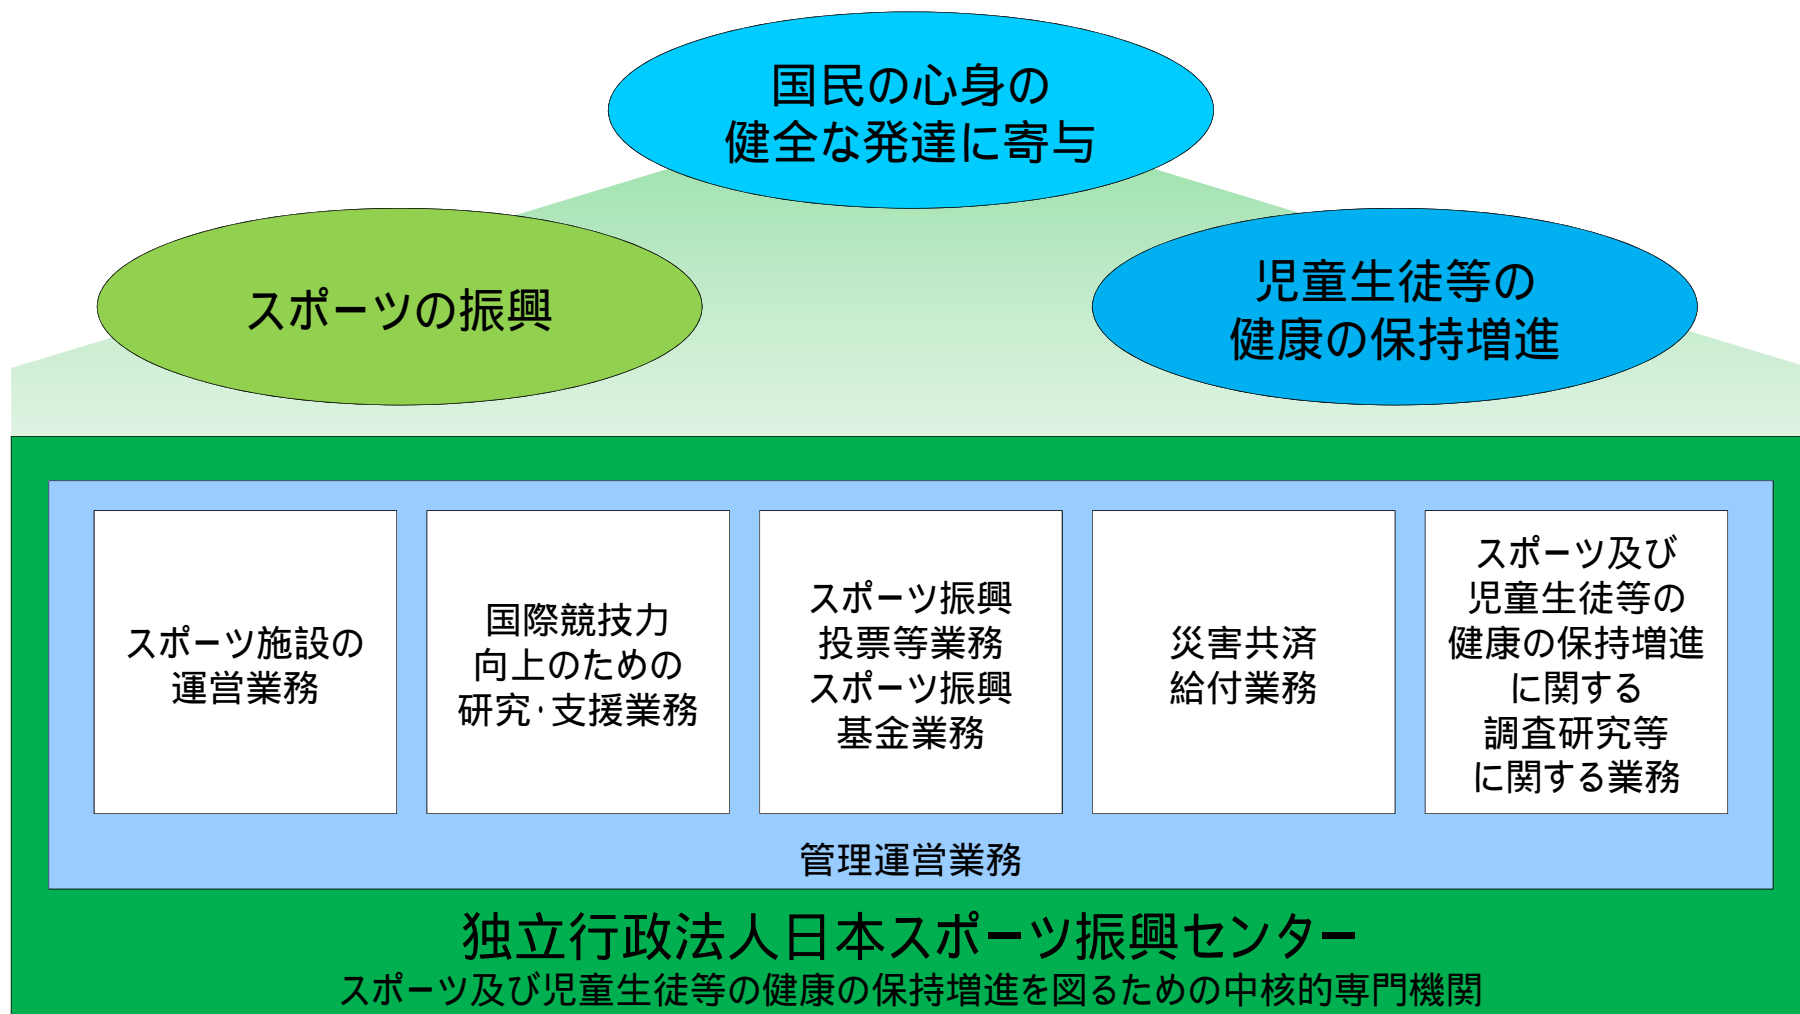 国民の心身の
健全な発達に寄与
スポーツの振興
児童生徒等の
健康の保持増進
スポーツ施設の
運営業務
国際競技力
向上のための
研究・支援業務
スポーツ振興
投票等業務
スポーツ振興
基金業務
災害共済
給付業務
スポーツ及び
児童生徒等の
健康の保持増進
に関する
調査研究等
に関する業務
管理運営業務
独立行政法人日本スポーツ振興センター
スポーツ及び児童生徒等の健康の保持増進を図るための中核的専門機関